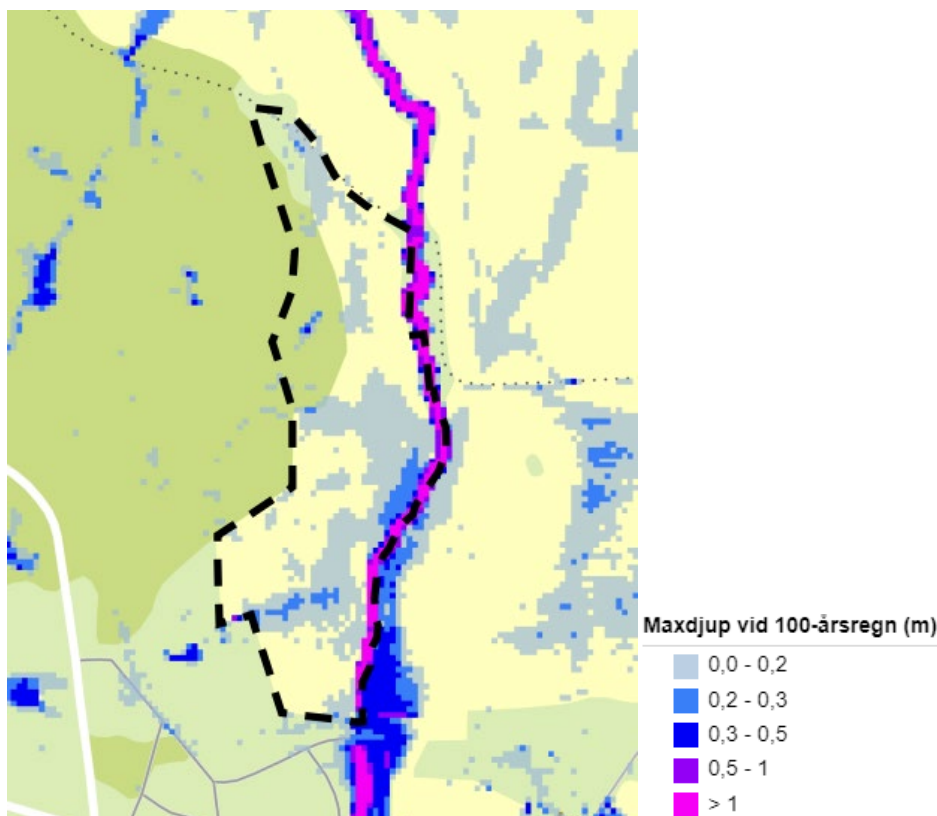 Maxdjup vid 100-årsregn (m)
0,0 - 0,2
0,2 - 0,3
0,3 - 0,5
0,5 - 1
> 1